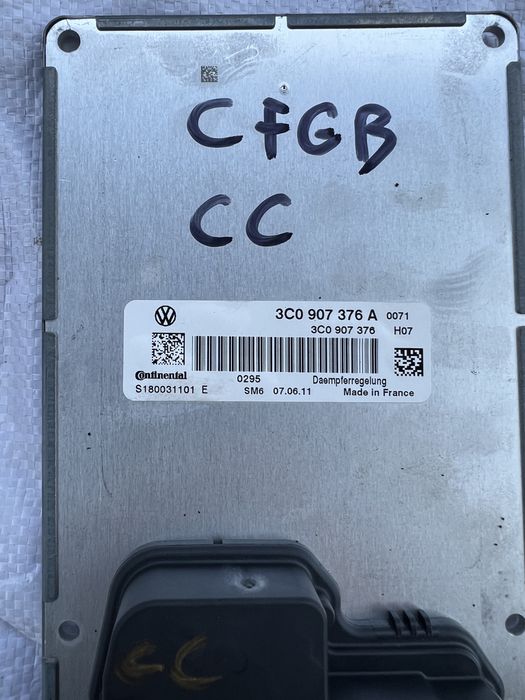 CFGB
CC
3C0 907 376 A 0071
3C0 907 376 H07
Continental
0295 Daempferregelung
S180031101 E SM6 07.06.11 Made in France
CC